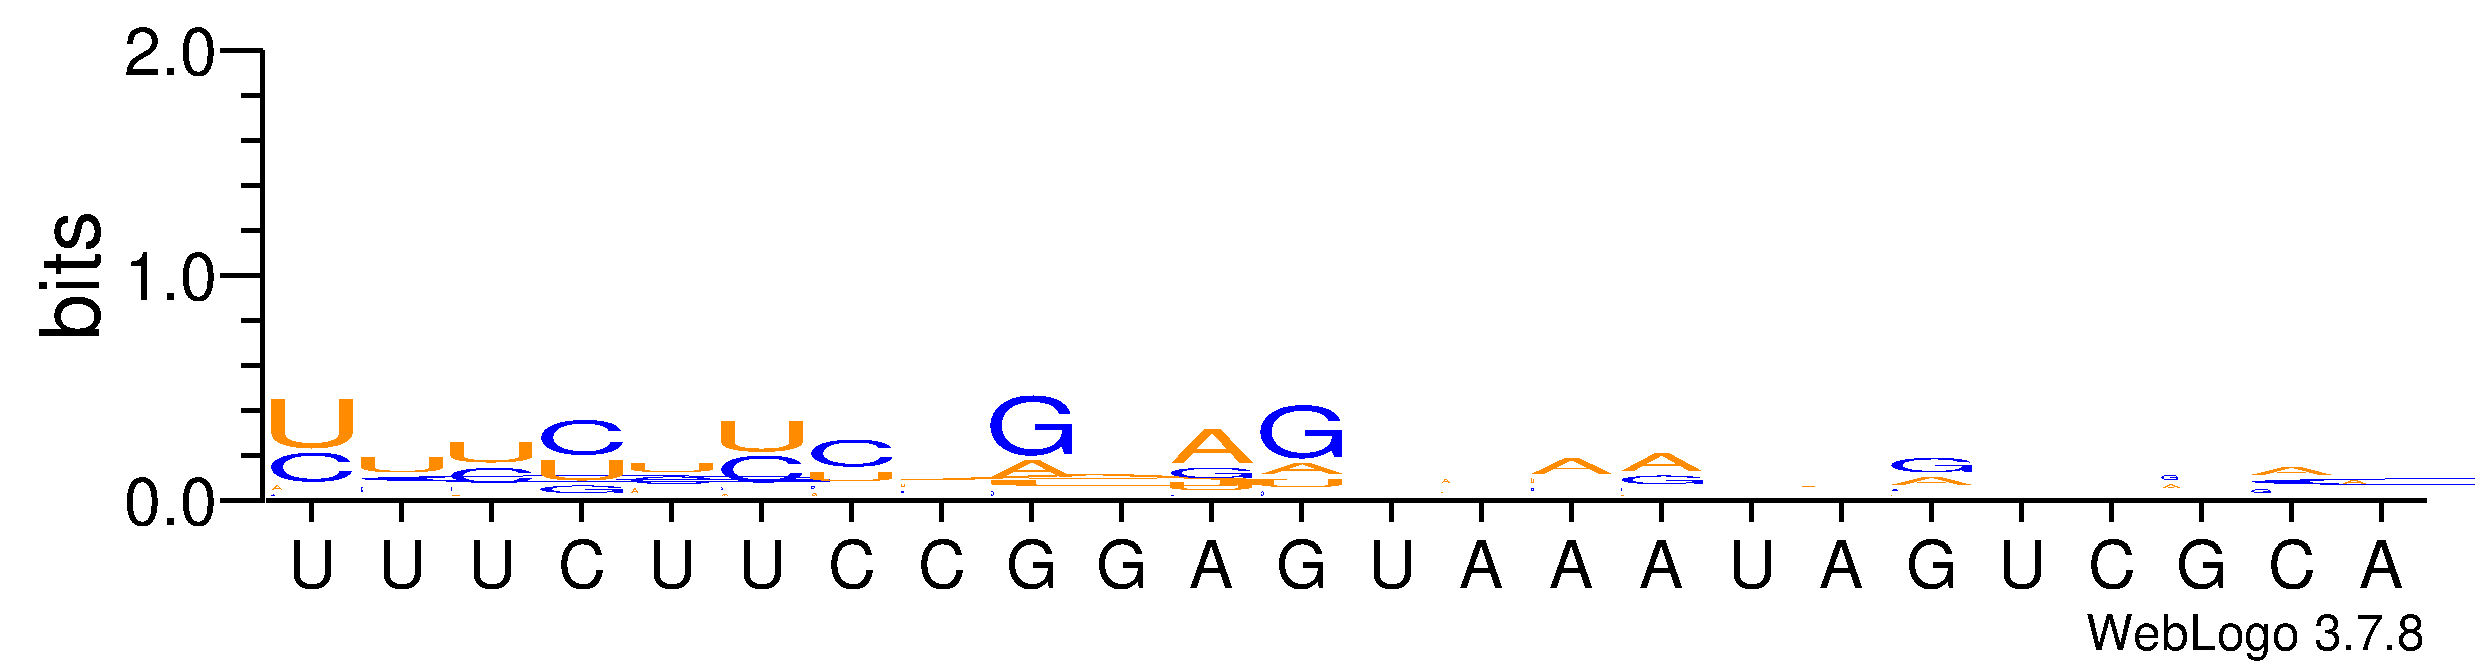 2.0
bits
1.0
0.0
U U U C U U C C G G A G U A A A U A G U C G C A
WebLogo 3.7.8